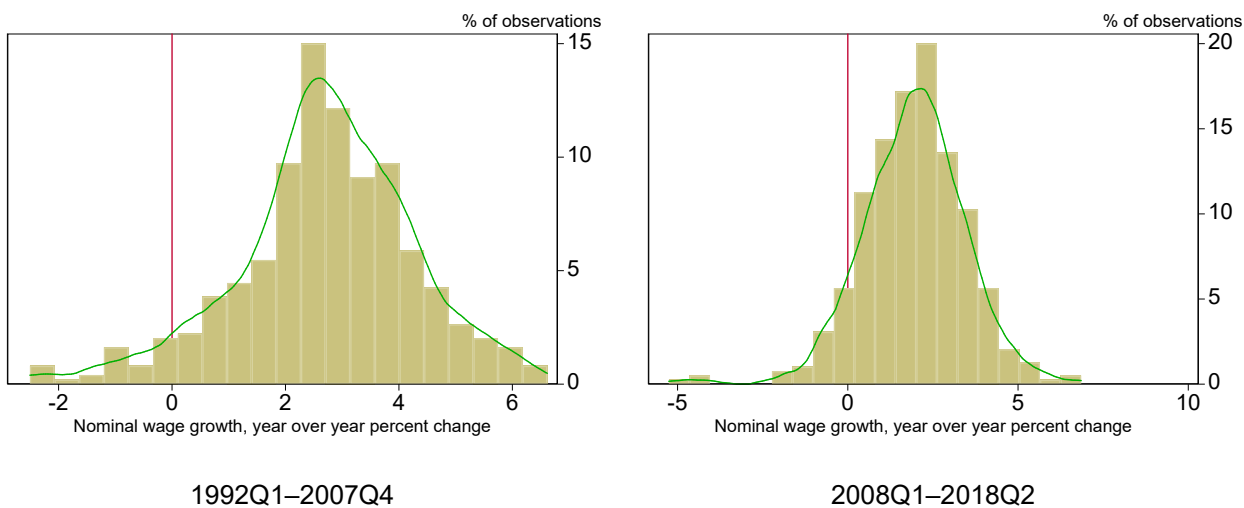 % of observations
15
10
5
0
-2 0 2 4 6
Nominal wage growth, year over year percent change
1992Q1–2007Q4
% of observations
20
15
10
5
0
-5 0 5 10
Nominal wage growth, year over year percent change
2008Q1–2018Q2